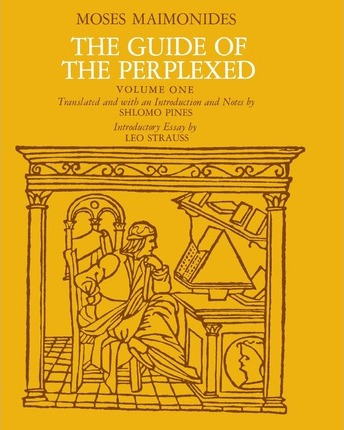 MOSES MAIMONIDES
THE GUIDE OF
THE PERPLEXED
VOLUME ONE
Translated and with an Introduction and Notes by
SHLOMO PINES
Introductory Essay by
LEO STRAUSS